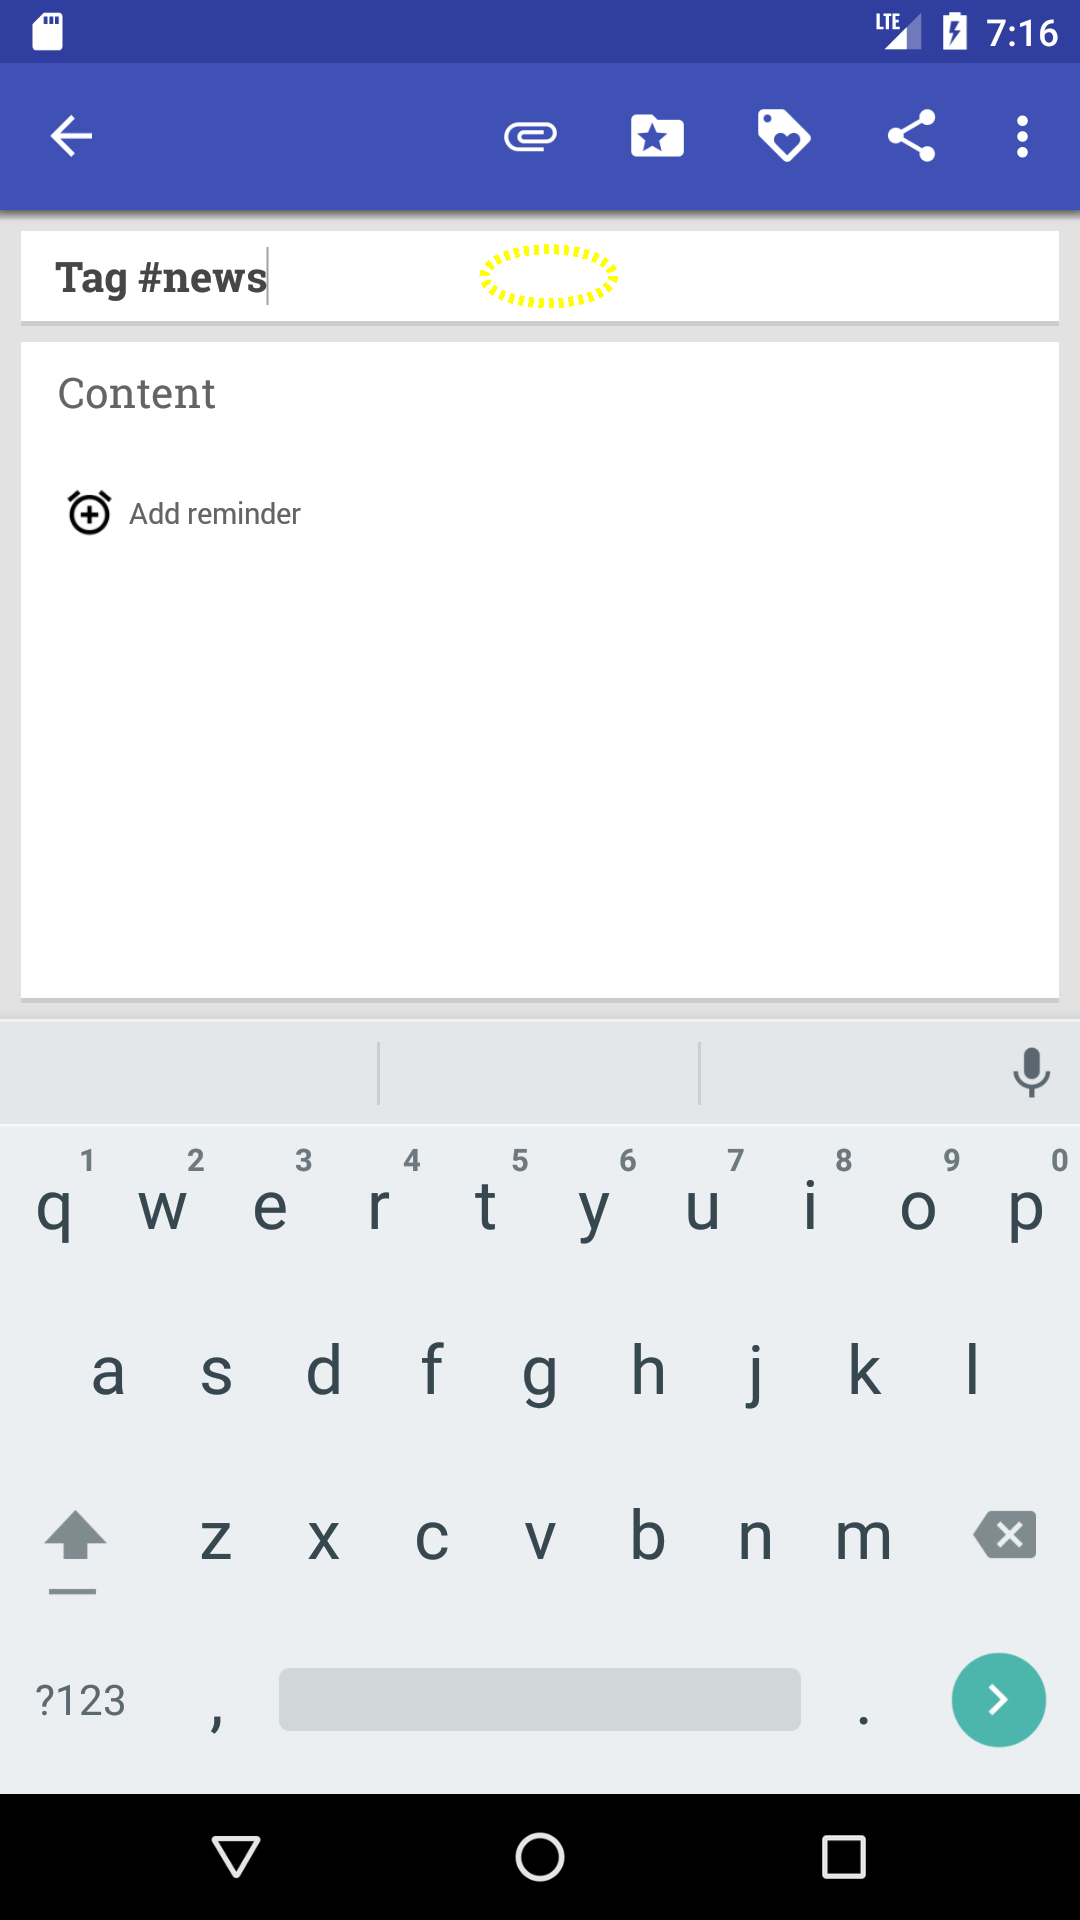 LTE 7:16
Tag #news
Content
Add reminder
1 2 3 4 5 6 7 8 9 0
q w e r t y u i o p
a s d f g h j k l
z x c v b n m
?123 , .